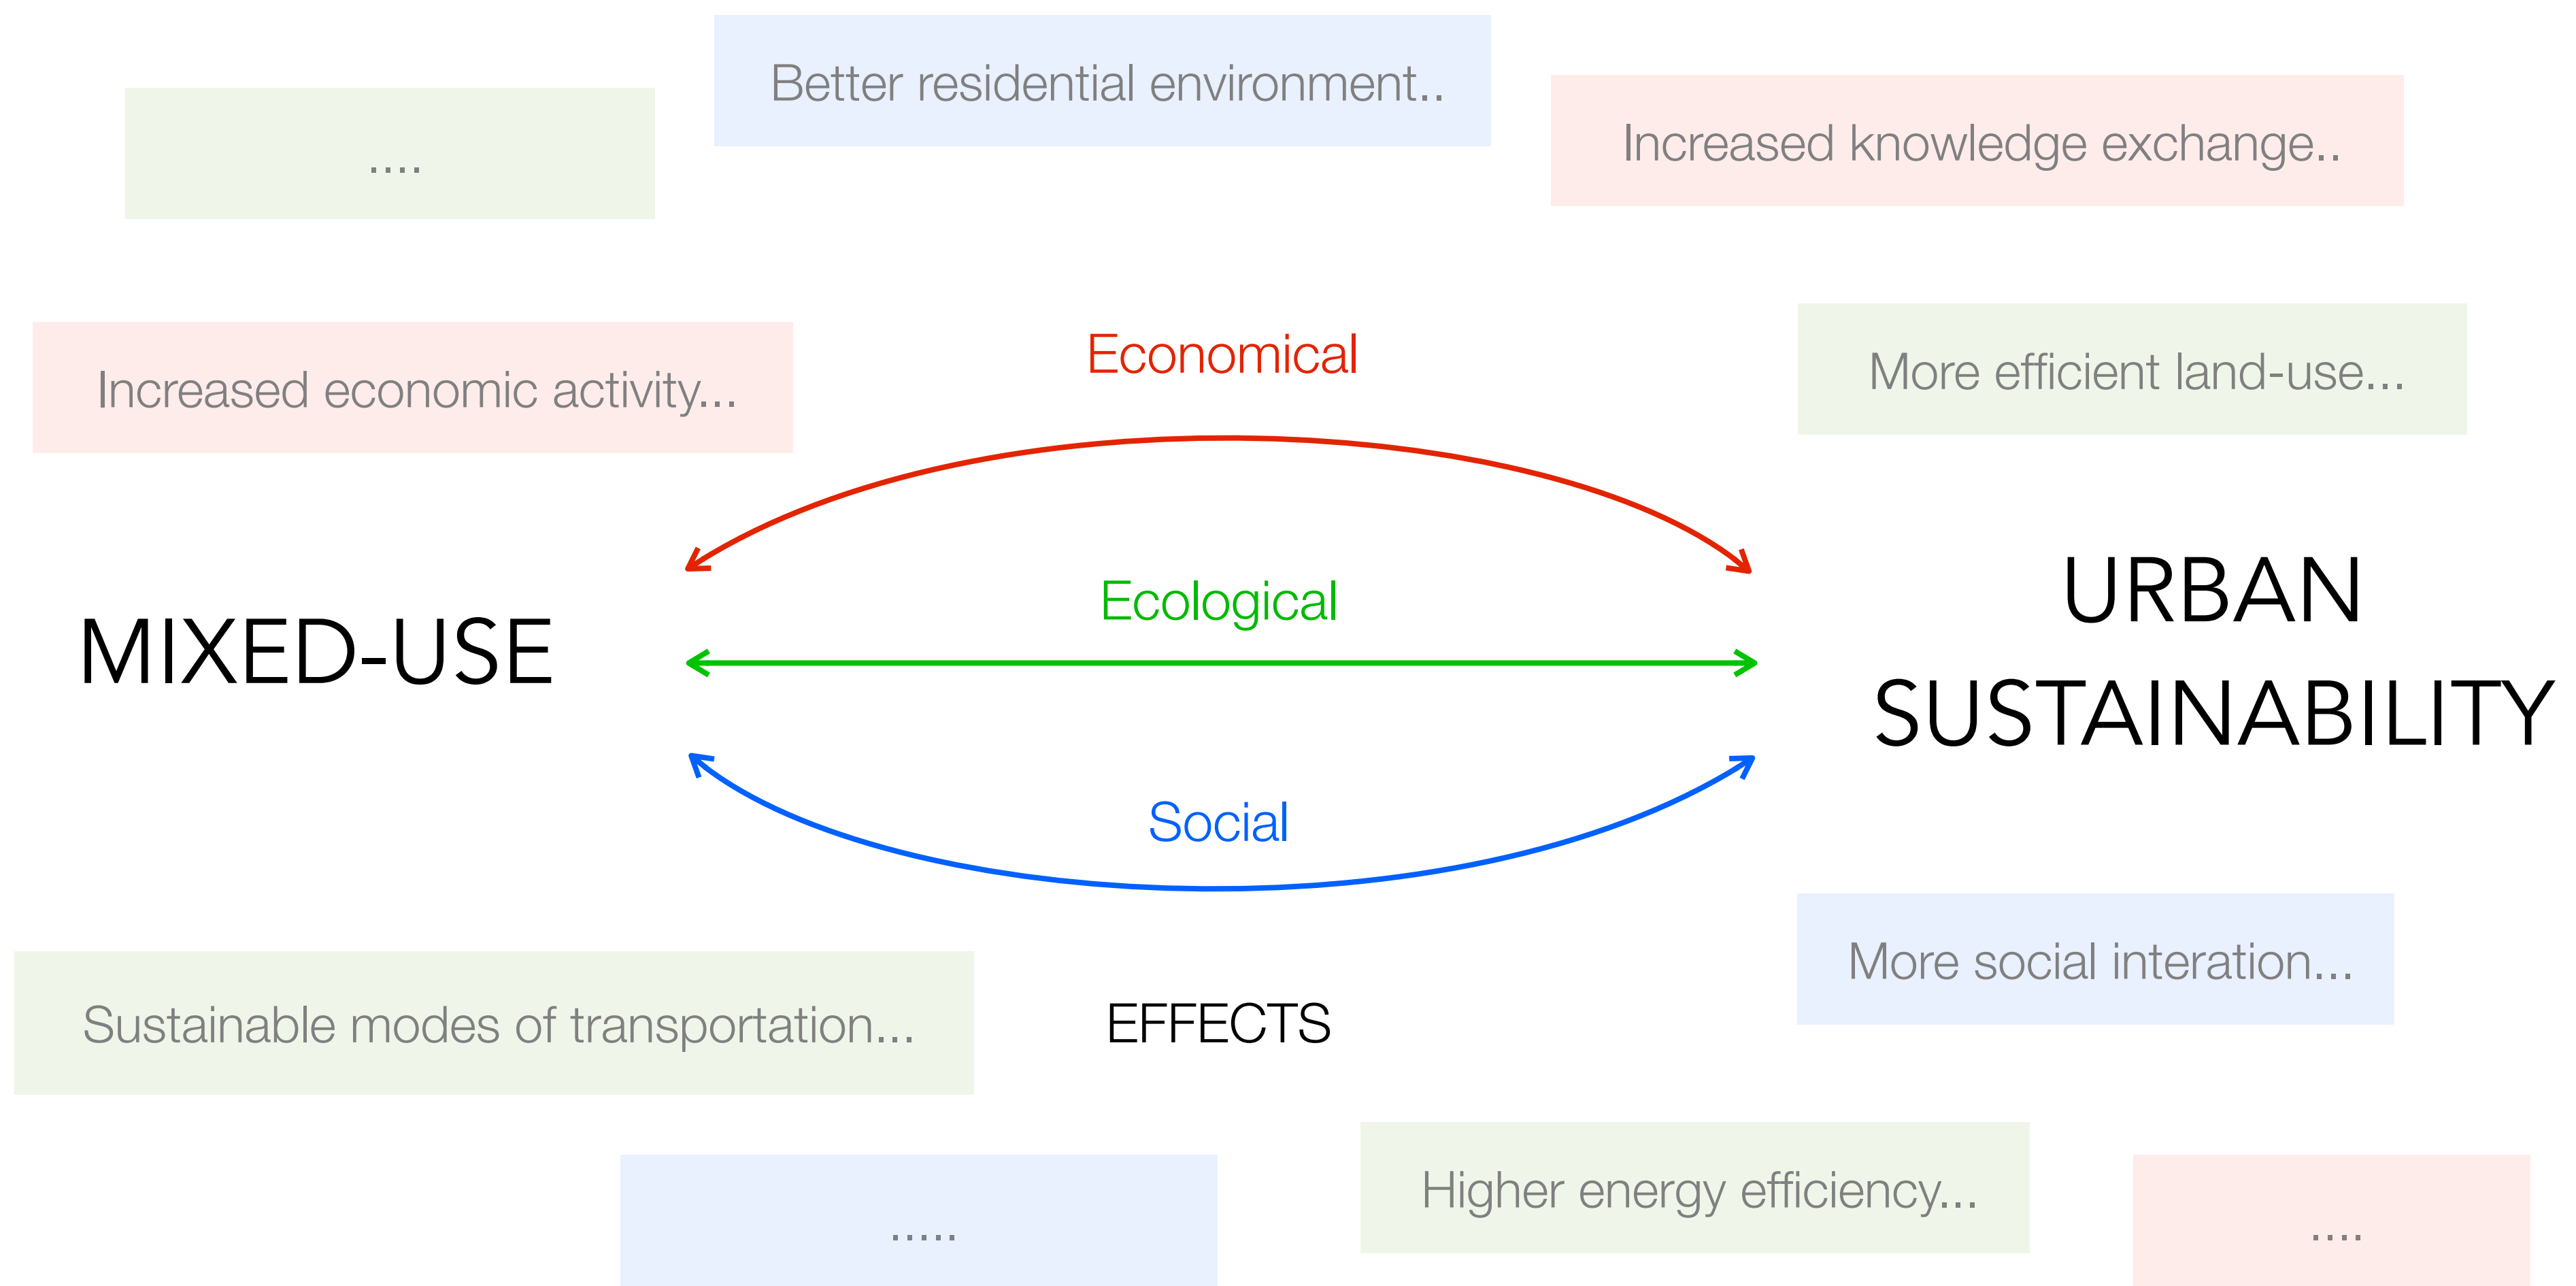 Better residential environment..
....
Increased knowledge exchange..
Increased economic activity...
Economical
More efficient land-use...
Ecological
MIXED-USE
URBAN
SUSTAINABILITY
Social
More social interation...
Sustainable modes of transportation...
EFFECTS
Higher energy efficiency...
.....
....